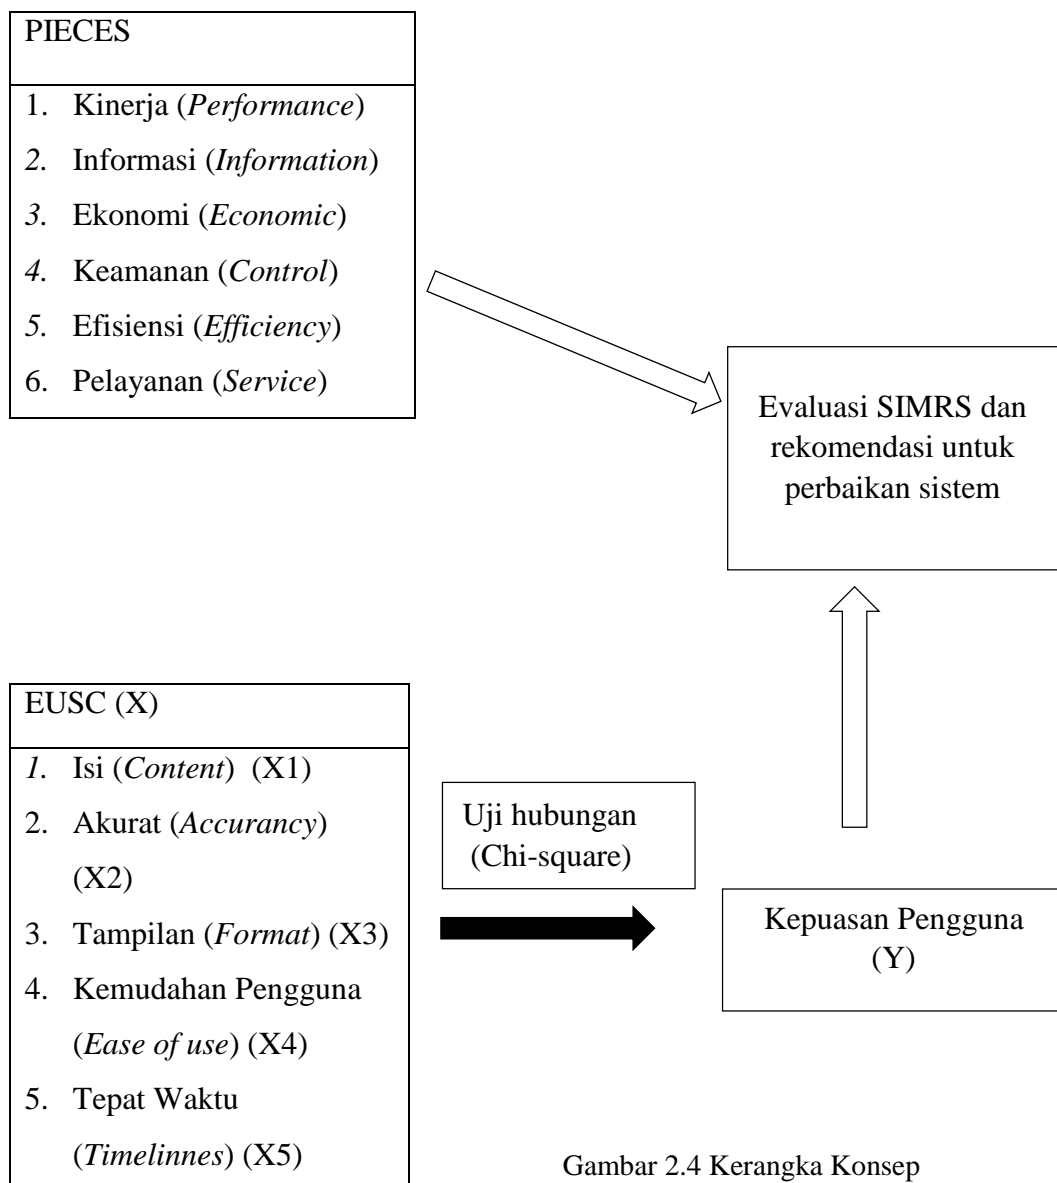 PIECES
1. Kinerja (Performance)
2. Informasi (Information)
3. Ekonomi (Economic)
4. Keamanan (Control)
5. Efisiensi (Efficiency)
6. Pelayanan (Service)
Evaluasi SIMRS dan
rekomendasi untuk
perbaikan sistem
EUSC (X)
1. Isi (Content) (X1)
2. Akurat (Accurancy)
(X2)
3. Tampilan (Format) (X3)
4. Kemudahan Pengguna
(Ease of use) (X4)
5. Tepat Waktu
(Timelinnes) (X5)
Uji hubungan
(Chi-square)
Kepuasan Pengguna
(Y)
Gambar 2.4 Kerangka Konsep